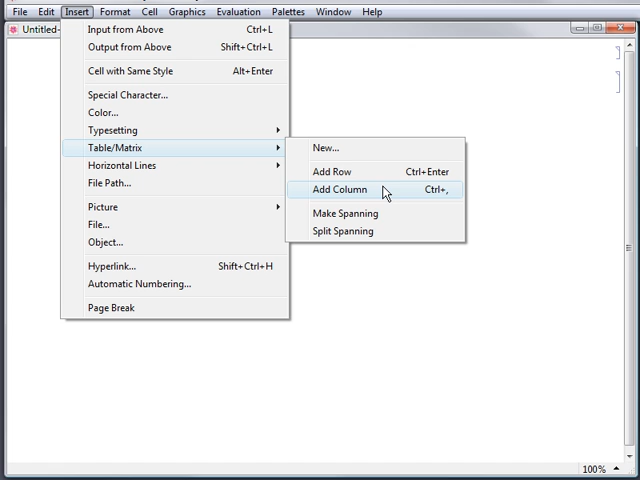 File Edit Insert Format Cell Graphics Evaluation Palettes Window Help
Untitled-
Input from Above Ctrl+L
Output from Above Shift+Ctrl+L
Cell with Same Style Alt+Enter
Special Character...
Color...
Typesetting
Table/Matrix
Horizontal Lines
File Path...
Picture
File...
Object...
Hyperlink... Shift+Ctrl+H
Automatic Numbering...
Page Break
New...
Add Row Ctrl+Enter
Add Column Ctrl+,
Make Spanning
Split Spanning
100%